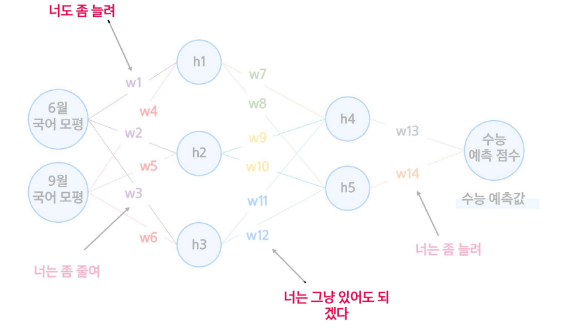 너도 좀 늘려
w1
w4
w2
w5
w3
w6
6월
국어 모평
9월
국어 모평
h1
h2
h3
w7
w8
w9
w10
w11
w12
h4
h5
w13
w14
수능
예측 점수
수능 예측값
너는 좀 줄여
너는 좀 늘려
너는 그냥 있어도 되
겠다